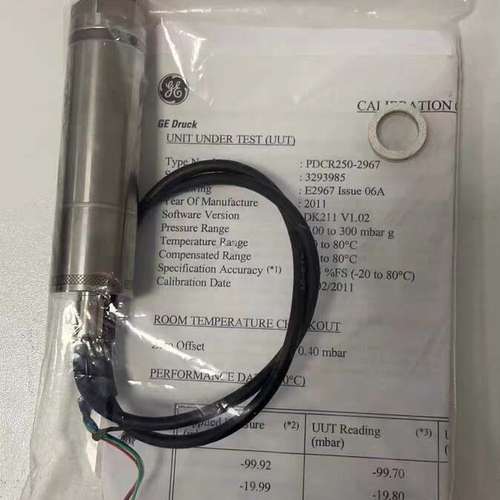 GE
CALIBRATION
GE Druck
UNIT UNDER TEST (UUT)
: PDCR250-2967
: 3293985
: E2967 Issue 06A
Year Of Manufacture : 2011
Software Version DK211 V1.02
Pressure Range to 300 mbar g
Temperature Range to 80°C
Compensated Range to 80°C
Specification Accuracy (*1) %FS (-20 to 80°C)
Calibration Date /2011
ROOM TEMPERATURE
Offset 0.40 mbar
PERFORMANCE
(*2) UUT Reading (*3) U
(mbar)
-99.92 -99.70
-19.99 -19.80